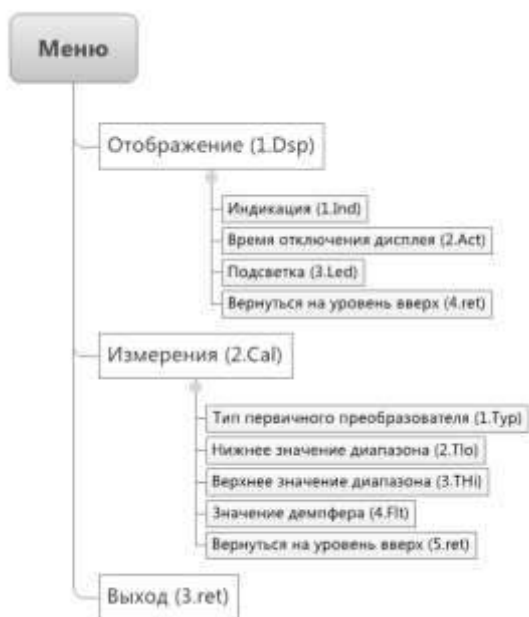 Меню
Отображение (1.Dsp)
Индикация (1.Ind)
Время отключения дисплея (2.Act)
Подсветка (3.Led)
Вернуться на уровень вверх (4.ret)
Измерения (2.Cal)
Тип первичного преобразователя (1.Typ)
Нижнее значение диапазона (2.Tlo)
Верхнее значение диапазона (3.THi)
Значение демпфера (4.Flt)
Вернуться на уровень вверх (5.ret)
Выход (3.ret)